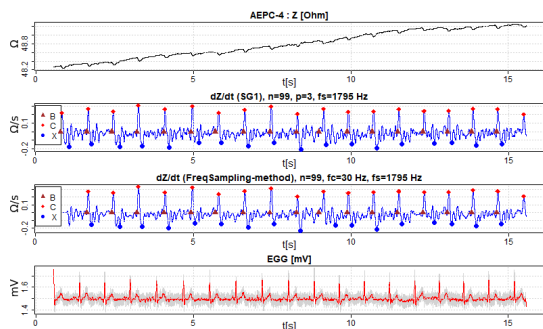 AEPC-4 : Z [Ohm]
Ω
48.2 48.8
0 5 10 15
t[s]
dZ/dt (SG1), n=99, p=3, fs=1795 Hz
Ω/s
-0.2 0.1
B
C
X
0 5 10 15
t[s]
dZ/dt (FreqSampling-method), n=99, fc=30 Hz, fs=1795 Hz
Ω/s
-0.2 0.1
B
C
X
0 5 10 15
t[s]
EGG [mV]
mV
1.4 1.6
0 5 10 15